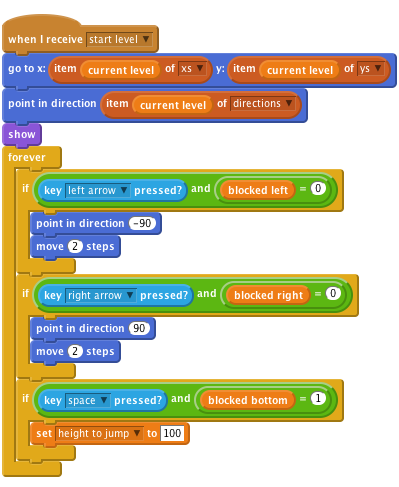 when I receive start level
go to x: item current level of xs y: item current level of ys
point in direction item current level of directions
show
forever
if key left arrow pressed? and blocked left = 0
point in direction -90
move 2 steps
if key right arrow pressed? and blocked right = 0
point in direction 90
move 2 steps
if key space pressed? and blocked bottom = 1
set height to jump to 100